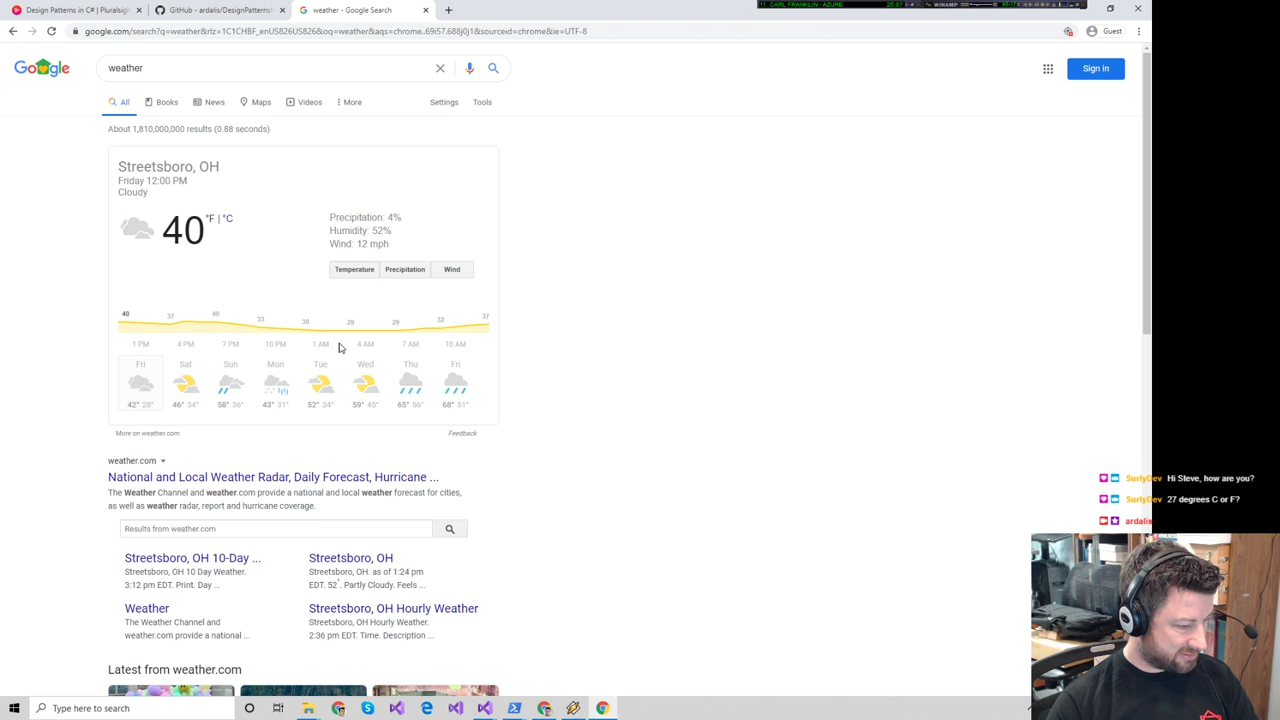 Design Patterns in C# | Pluralsigh
GitHub - ardalis/DesignPatterns
weather - Google Search
11 CARL FRANKLIN - AZURE
WINAMP
google.com/search?q=weather&rlz=1C1CHBF_enUS826US826&oq=weather&aqs=chrome..69i57.688j0j1&sourceid=chrome&ie=UTF-8
Guest
weather
Sign in
All Books News Maps Videos More Settings Tools
About 1,810,000,000 results (0.88 seconds)
Streetsboro, OH
Friday 12:00 PM
Cloudy
40 °F | °C
Precipitation: 4%
Humidity: 52%
Wind: 12 mph
Temperature Precipitation Wind
40 37 40 33 30 29 29 32 37
1 PM 4 PM 7 PM 10 PM 1 AM 4 AM 7 AM 10 AM
Fri Sat Sun Mon Tue Wed Thu Fri
42° 28° 46° 34° 58° 36° 43° 31° 52° 34° 59° 45° 65° 56° 68° 51°
More on weather.com Feedback
weather.com
National and Local Weather Radar, Daily Forecast, Hurricane ...
The Weather Channel and weather.com provide a national and local weather forecast for cities,
as well as weather radar, report and hurricane coverage.
Results from weather.com
Streetsboro, OH 10-Day ...
Streetsboro, OH 10 Day Weather.
3:12 pm EDT. Print. Day ...
Streetsboro, OH
Streetsboro, OH. as of 1:24 pm
EDT. 52°. Partly Cloudy. Feels ...
Weather
The Weather Channel and
weather.com provide a national ...
Streetsboro, OH Hourly Weather
Streetsboro, OH Hourly Weather.
2:36 pm EDT. Time. Description ...
Latest from weather.com
SurlyDev Hi Steve, how are you?
SurlyDev 27 degrees C or F?
ardalis
Type here to search